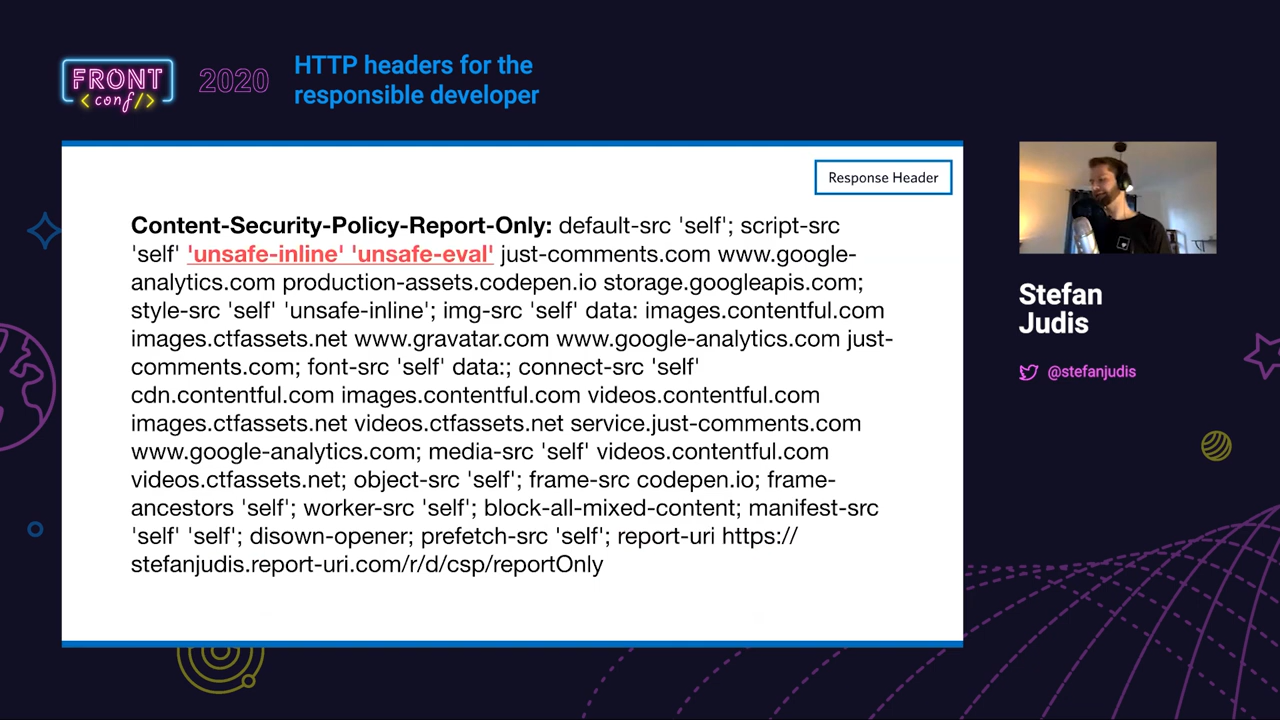 FRONT
<conf/>
2020
HTTP headers for the
responsible developer
Response Header
Content-Security-Policy-Report-Only: default-src 'self'; script-src
'self' 'unsafe-inline' 'unsafe-eval' just-comments.com www.google-
analytics.com production-assets.codepen.io storage.googleapis.com;
style-src 'self' 'unsafe-inline'; img-src 'self' data: images.contentful.com
images.ctfassets.net www.gravatar.com www.google-analytics.com just-
comments.com; font-src 'self' data:; connect-src 'self'
cdn.contentful.com images.contentful.com videos.contentful.com
images.ctfassets.net videos.ctfassets.net service.just-comments.com
www.google-analytics.com; media-src 'self' videos.contentful.com
videos.ctfassets.net; object-src 'self'; frame-src codepen.io; frame-
ancestors 'self'; worker-src 'self'; block-all-mixed-content; manifest-src
'self' 'self'; disown-opener; prefetch-src 'self'; report-uri https://
stefanjudis.report-uri.com/r/d/csp/reportOnly
Stefan
Judis
@stefanjudis